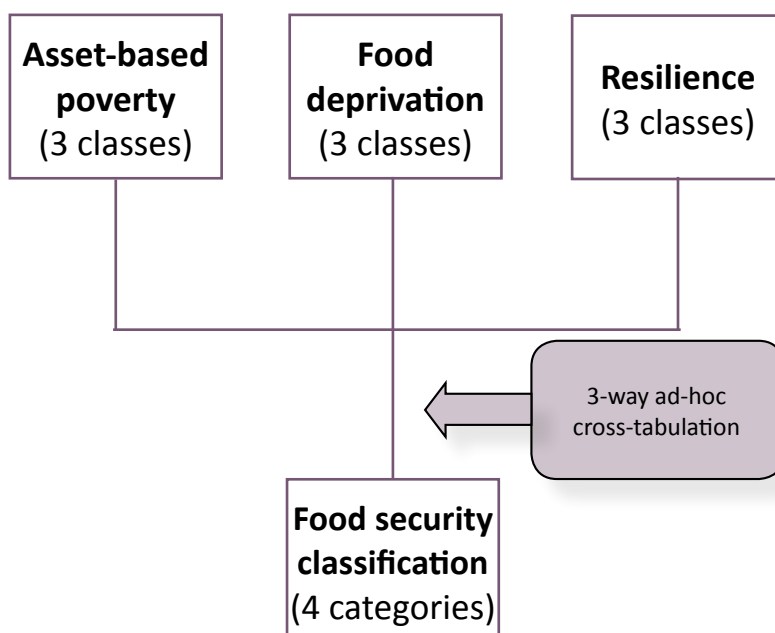 Asset-based
poverty
(3 classes)
Food
deprivation
(3 classes)
Resilience
(3 classes)
3-way ad-hoc
cross-tabulation
Food security
classification
(4 categories)